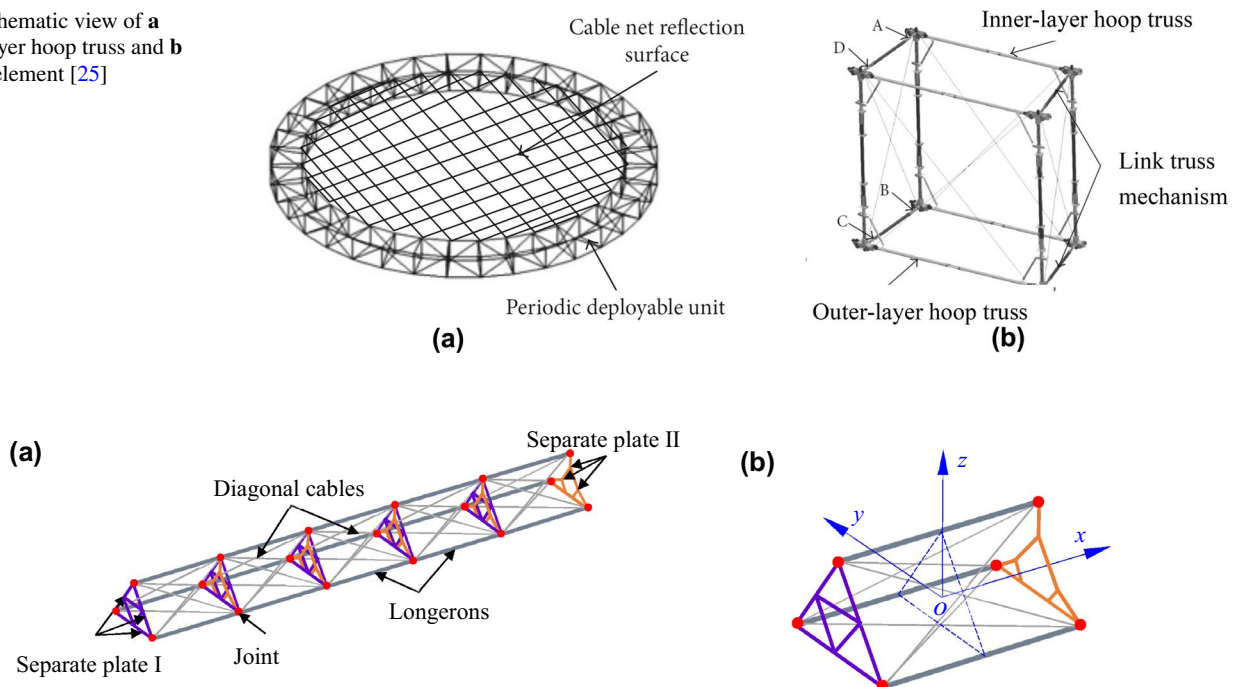 hematic view of a
yer hoop truss and b
element [25]
Cable net reflection
surface
Periodic deployable unit
(a)
Inner-layer hoop truss
A
D
B
C
Link truss
mechanism
Outer-layer hoop truss
(b)
(a)
Separate plate II
Diagonal cables
Longerons
Joint
Separate plate I
(b)
z
y
x
o